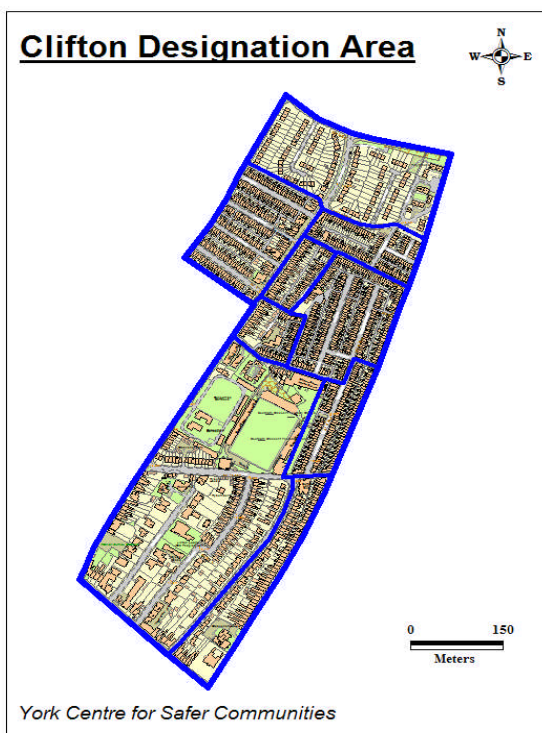 Clifton Designation Area
N
W E
S
0 150
Meters
York Centre for Safer Communities